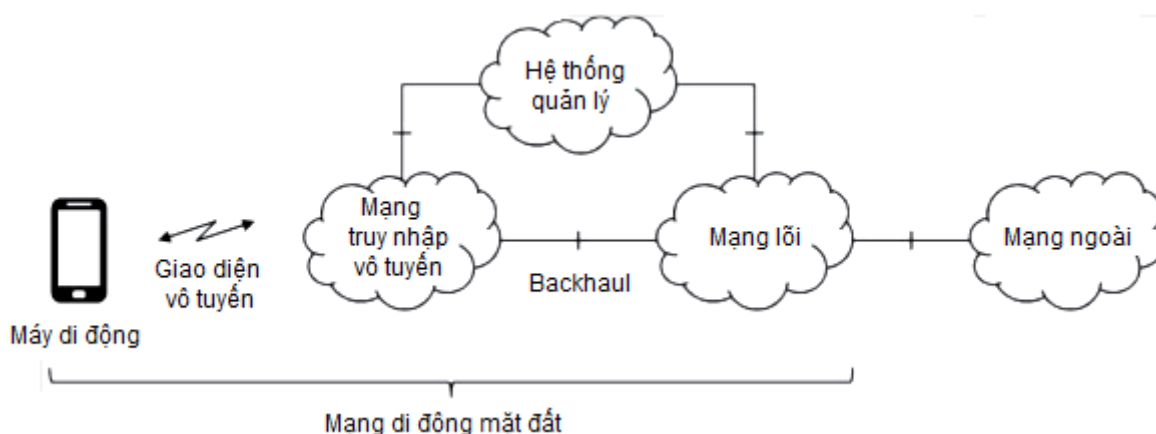 Hệ thống
quản lý
Mạng
truy nhập
vô tuyến
Mạng lõi
Mạng ngoài
Giao diện
vô tuyến
Backhaul
Máy di động
Mạng di động mặt đất